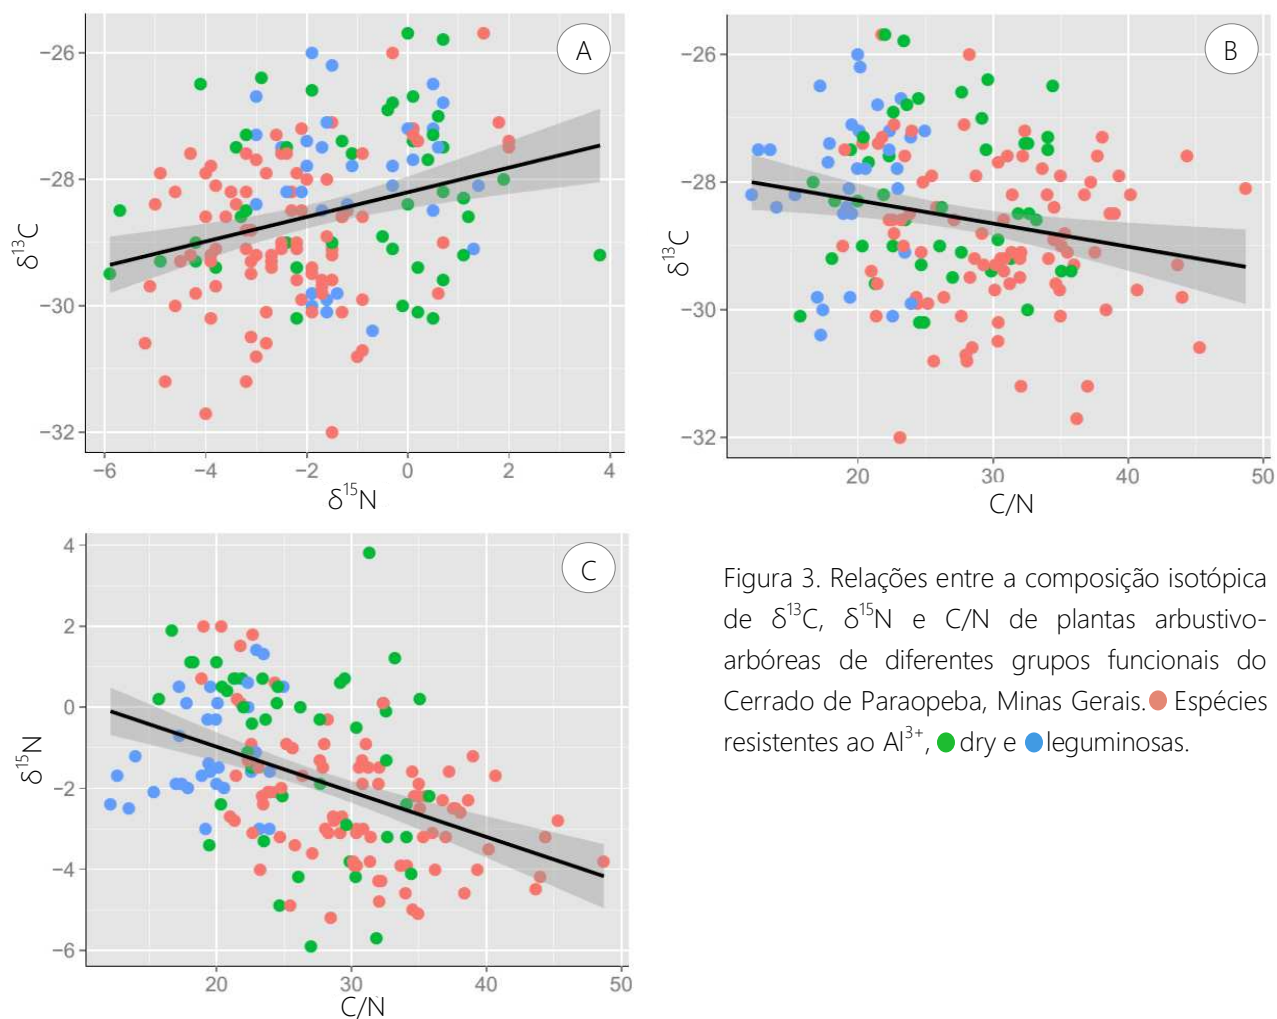 A
−26
−28
−30
−32
δ13C
−6
−4
−2
0
2
4
δ15N
B
−26
−28
−30
−32
δ13C
20
30
40
50
C/N
C
4
2
0
−2
−4
−6
δ15N
20
30
40
50
C/N
Figura 3. Relações entre a composição isotópica
de δ13C, δ15N e C/N de plantas arbustivo-
arbóreas de diferentes grupos funcionais do
Cerrado de Paraopeba, Minas Gerais. Espécies
resistentes ao Al3+, dry e leguminosas.